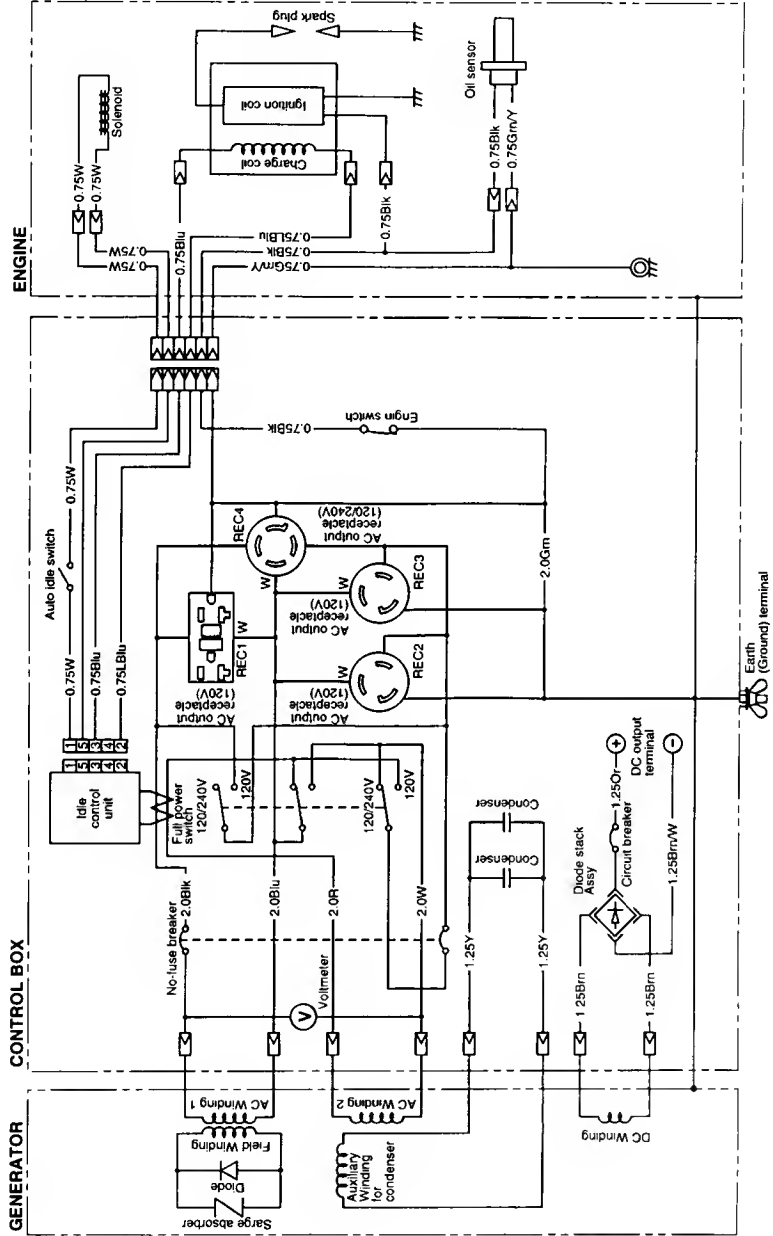 GENERATOR
CONTROL BOX
ENGINE
Sarge absorber
Diode
Field Winding
AC Winding 1
AC Winding 2
Auxiliary
Winding
for
condenser
DC Winding
No-fuse breaker
Voltmeter
V
2.0Blk
2.0Blu
2.0R
2.0W
1.25Y
1.25Y
1.25Brn
1.25Brn
Idle
control
unit
1
5
3
4
2
1
5
3
4
2
Full power
switch
120/240V
120V
120/240V
120V
Condenser
Condenser
Diode stack
Assy
Circuit breaker
1.25Or
1.25Brn/W
+
DC output
terminal
−
Auto idle switch
0.75W
0.75W
0.75Blu
0.75LBlu
REC1
W
AC output
receptacle
(120V)
REC2
W
AC output
receptacle
(120V)
REC3
W
AC output
receptacle
(120V)
REC4
W
AC output
receptacle
(120/240V)
0.75Blk
Engin switch
2.0Grn
Earth
(Ground) terminal
0.75W
0.75W
0.75W
0.75W
Solenoid
0.75Blu
0.75LBlu
0.75Blk
0.75Grn/Y
0.75Blk
Charge coil
Ignition coil
Spark plug
Oil sensor
0.75Blk
0.75Grn/Y